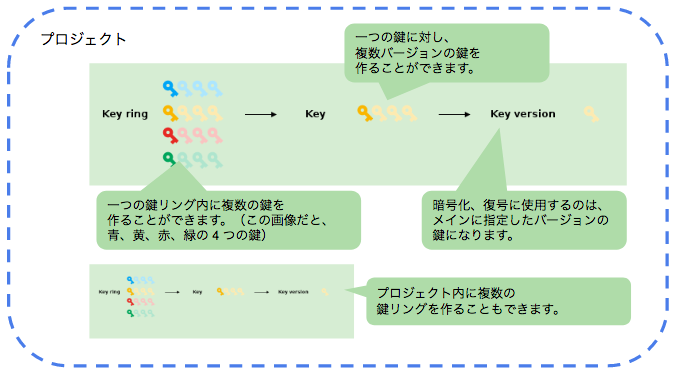 プロジェクト
一つの鍵に対し、
複数バージョンの鍵を
作ることができます。
Key ring
Key
Key version
一つの鍵リング内に複数の鍵を
作ることができます。（この画像だと、
青、黄、赤、緑の 4 つの鍵）
暗号化、復号に使用するのは、
メインに指定したバージョンの
鍵になります。
Key ring
Key
Key version
プロジェクト内に複数の
鍵リングを作ることもできます。